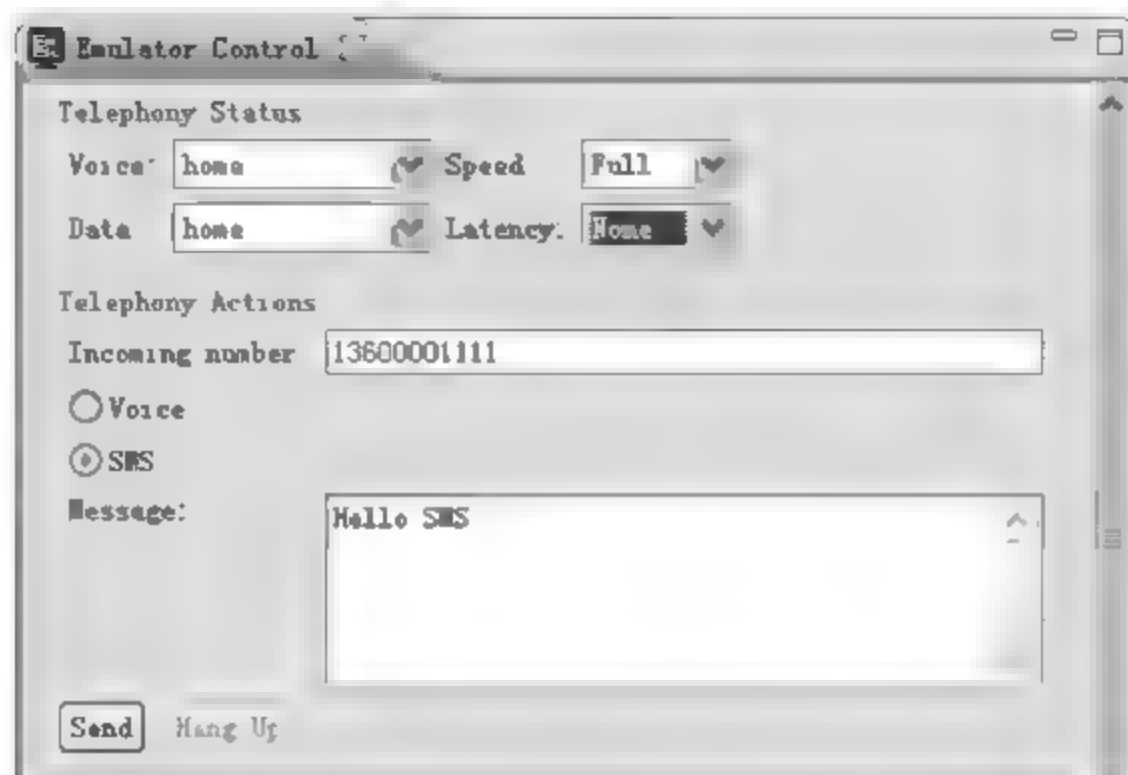 Emulator Control
Telephony Status
Voice: home Speed Full
Data home Latency: None
Telephony Actions
Incoming number 13600001111
Voice
SMS
Message: Hello SMS
Send Hang Up